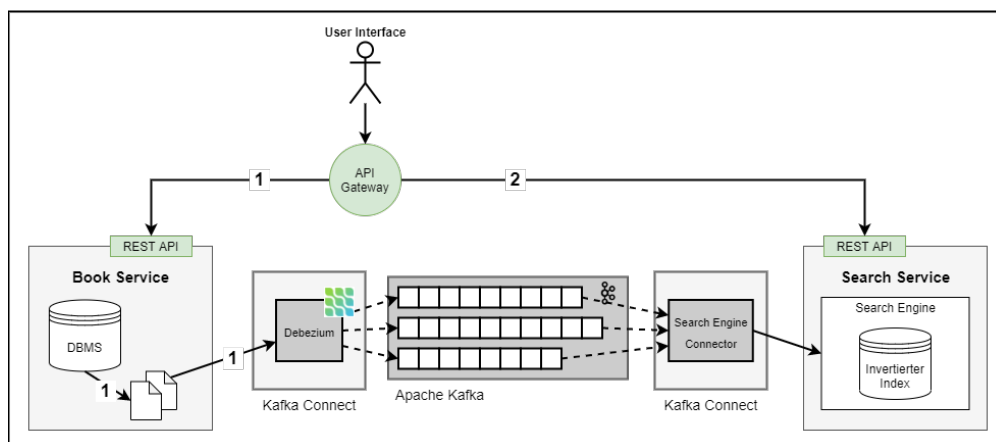 User Interface
API
Gateway
1
2
REST API
REST API
Book Service
Search Service
DBMS
1
1
Debezium
Search Engine
Connector
Search Engine
Invertierter
Index
Kafka Connect
Apache Kafka
Kafka Connect